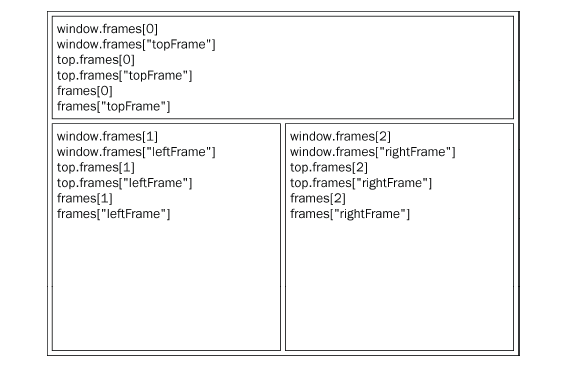 window.frames[0]
window.frames["topFrame"]
top.frames[0]
top.frames["topFrame"]
frames[0]
frames["topFrame"]
window.frames[1]
window.frames["leftFrame"]
top.frames[1]
top.frames["leftFrame"]
frames[1]
frames["leftFrame"]
window.frames[2]
window.frames["rightFrame"]
top.frames[2]
top.frames["rightFrame"]
frames[2]
frames["rightFrame"]